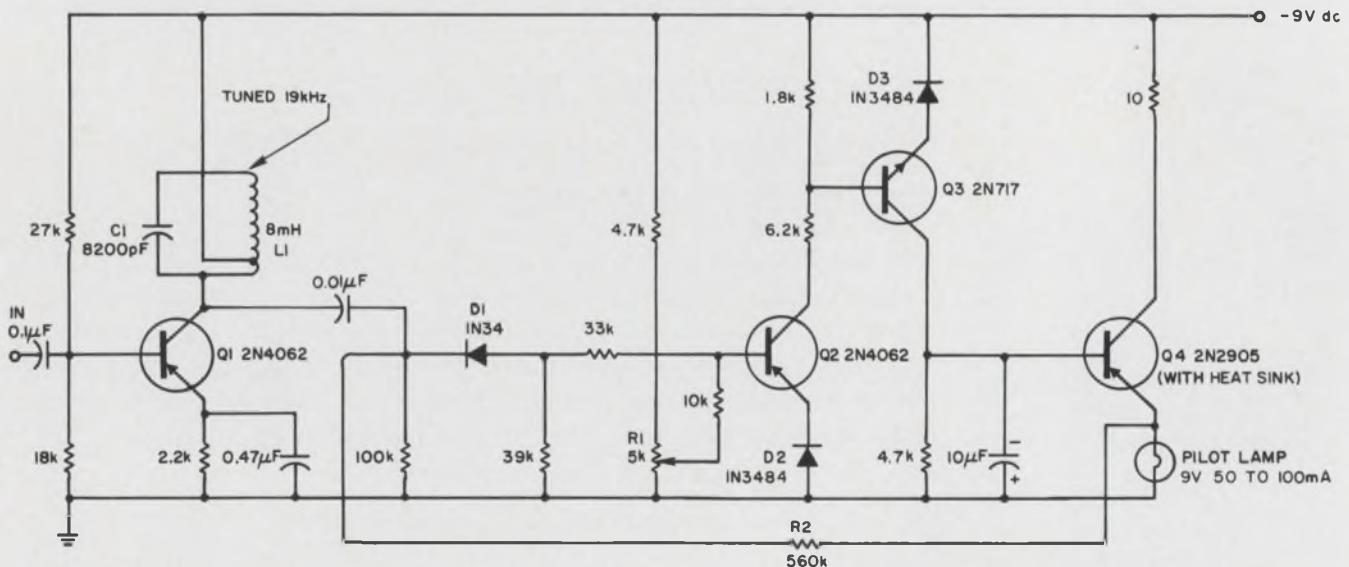 -9V dc
TUNED 19kHz
D3
IN3484
1.8k
10
Q3 2N717
27k
C1
8200pF
8mH
L1
4.7k
6.2k
0.01μF
IN
0.1μF
D1
IN34
33k
Q1 2N4062
Q2 2N4062
Q4 2N2905
(WITH HEAT SINK)
10k
18k
2.2k
0.47μF
100k
39k
R1
5k
D2
IN3484
4.7k
10μF
-
+
PILOT LAMP
9V 50 TO 100mA
R2
560k